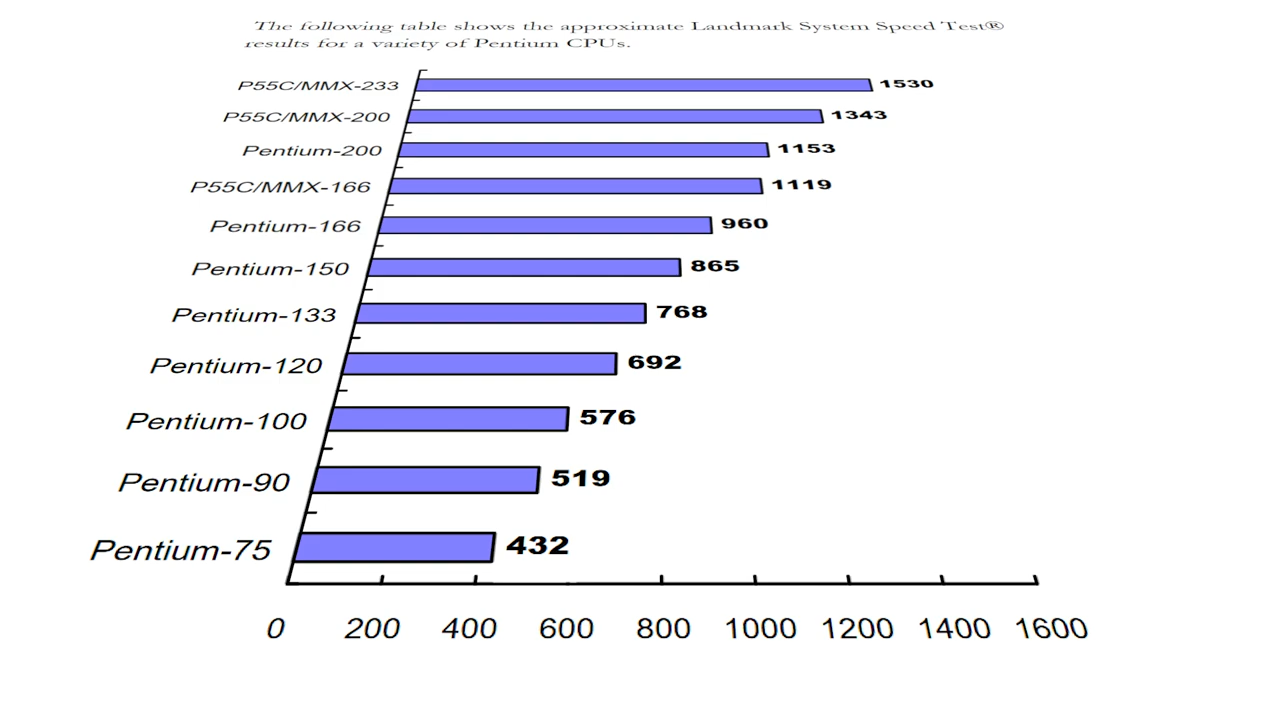 The following table shows the approximate Landmark System Speed Test®
results for a variety of Pentium CPUs.
P55C/MMX-233 1530
P55C/MMX-200 1343
Pentium-200 1153
P55C/MMX-166 1119
Pentium-166 960
Pentium-150 865
Pentium-133 768
Pentium-120 692
Pentium-100 576
Pentium-90 519
Pentium-75 432
0 200 400 600 800 1000 1200 1400 1600